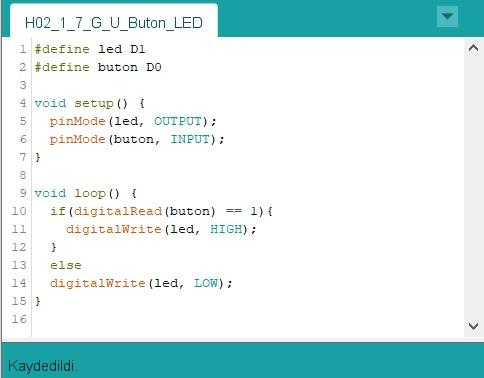 H02_1_7_G_U_Buton_LED
1 #define led D1
2 #define buton D0
3
4 void setup() {
5   pinMode(led, OUTPUT);
6   pinMode(buton, INPUT);
7 }
8
9 void loop() {
10   if(digitalRead(buton) == 1){
11     digitalWrite(led, HIGH);
12   }
13   else
14   digitalWrite(led, LOW);
15 }
16
Kaydedildi.